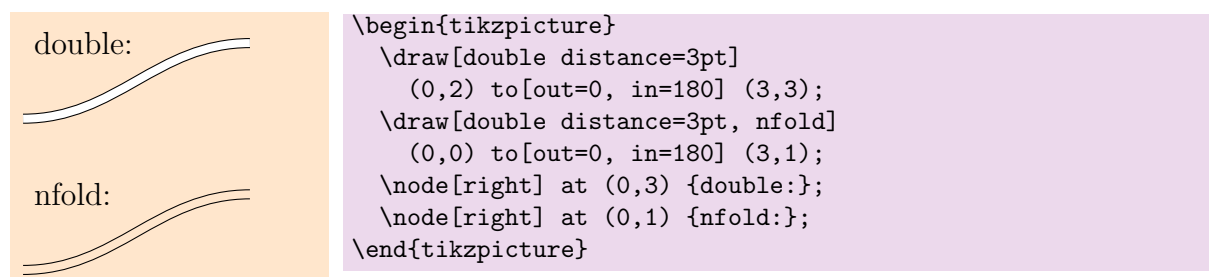 double:
nfold:
\begin{tikzpicture}
  \draw[double distance=3pt]
    (0,2) to[out=0, in=180] (3,3);
  \draw[double distance=3pt, nfold]
    (0,0) to[out=0, in=180] (3,1);
  \node[right] at (0,3) {double:};
  \node[right] at (0,1) {nfold:};
\end{tikzpicture}